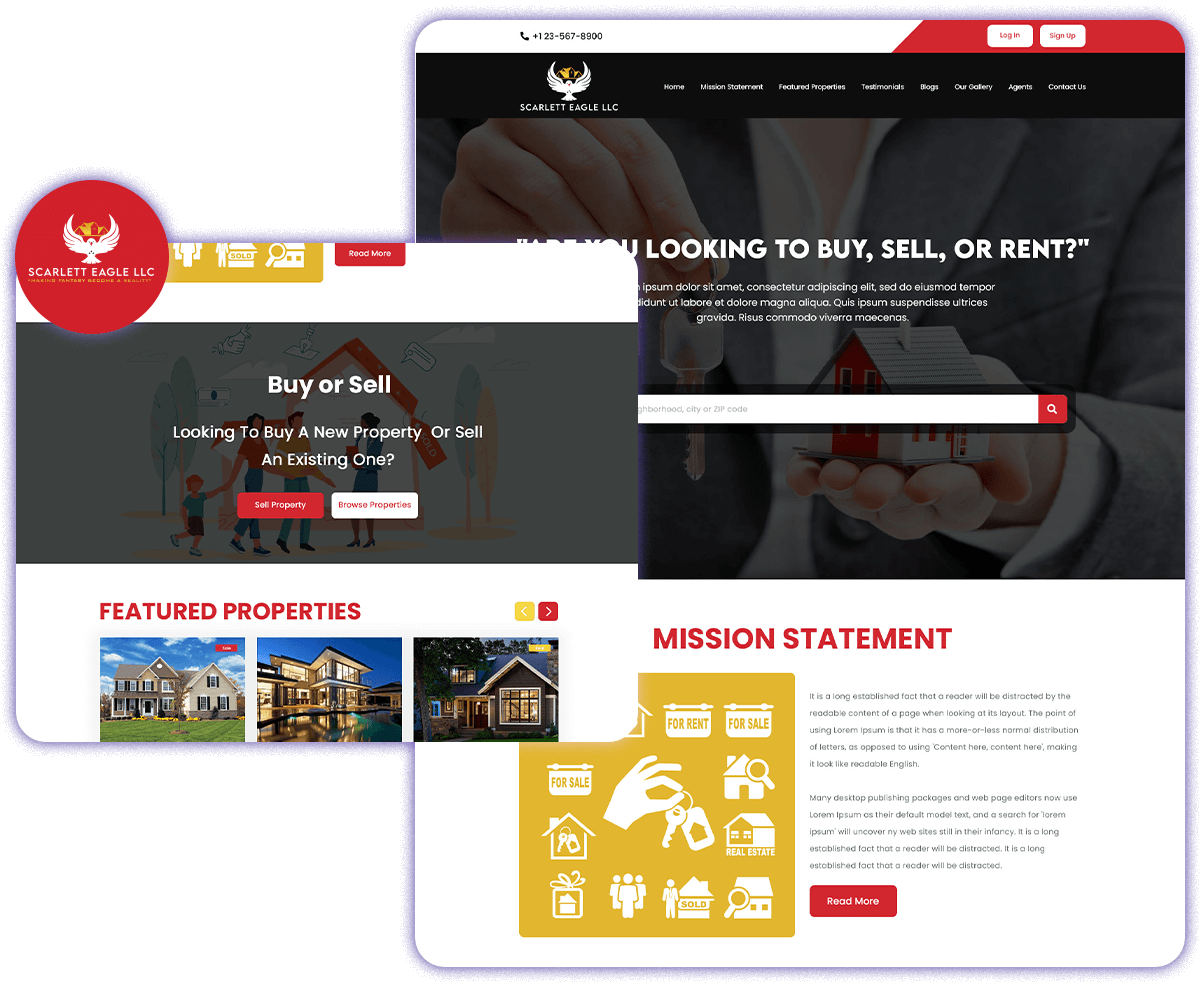 +1 23-567-8900
Log In
Sign Up
SCARLETT EAGLE LLC
Home
Mission Statement
Featured Properties
Testimonials
Blogs
Our Gallery
Agents
Contact Us
YOU LOOKING TO BUY, SELL, OR RENT?"
ipsum dolor sit amet, consectetur adipiscing elit, sed do eiusmod tempor
ut labore et dolore magna aliqua. Quis ipsum suspendisse ultrices
gravida. Risus commodo viverra maecenas.
city or ZIP code
SCARLETT EAGLE LLC
"MAKING FANTASY BECOME A REALITY"
SOLD
Read More
Buy or Sell
Looking To Buy A New Property Or Sell
An Existing One?
SOLD
Sell Property
Browse Properties
FEATURED PROPERTIES
Sale
MISSION STATEMENT
FOR RENT
FOR SALE
FOR SALE
REAL ESTATE
SOLD
It is a long established fact that a reader will be distracted by the
readable content of a page when looking at its layout. The point of
using Lorem Ipsum is that it has a more-or-less normal distribution
of letters, as opposed to using 'Content here, content here', making
it look like readable English.
Many desktop publishing packages and web page editors now use
Lorem Ipsum as their default model text, and a search for 'lorem
ipsum' will uncover ny web sites still in their infancy. It is a long
established fact that a reader will be distracted. It is a long
established fact that a reader will be distracted.
Read More